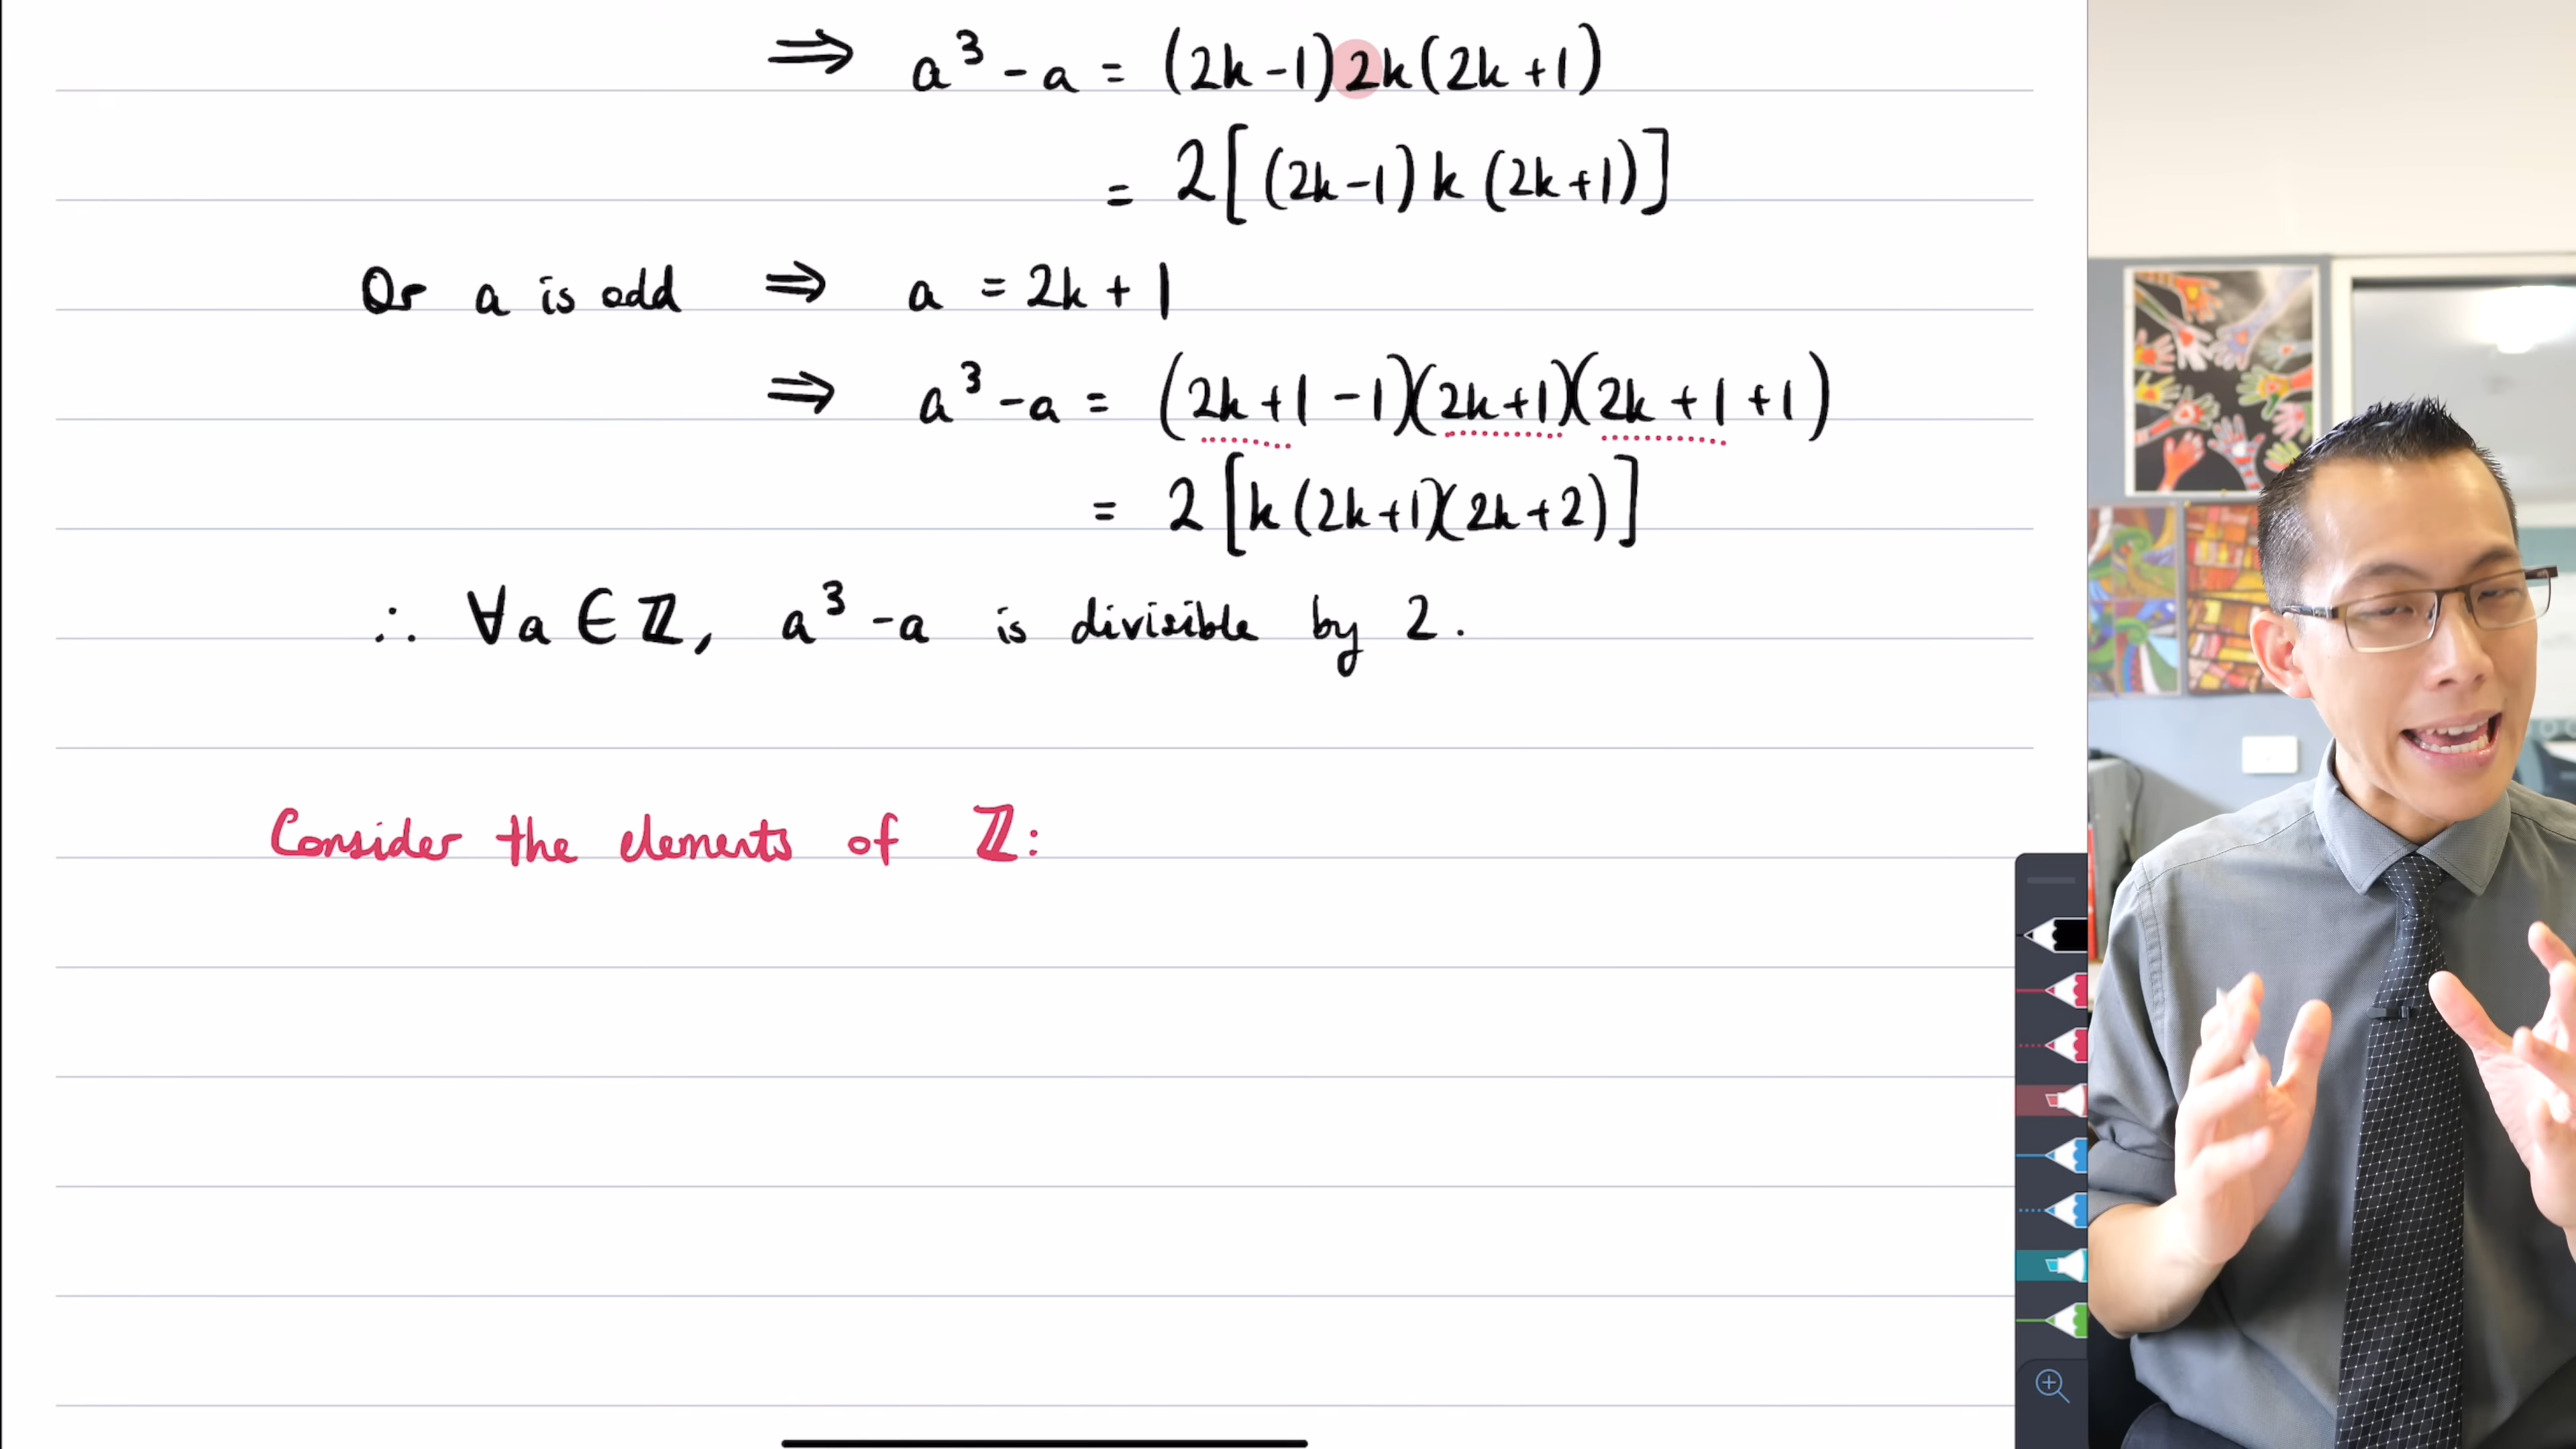 ⇒ a³ - a = (2k-1)2k(2k+1)
= 2[(2k-1)k(2k+1)]
Or a is odd ⇒ a = 2k + 1
⇒ a³ - a = (2k+1-1)(2k+1)(2k+1+1)
= 2[k(2k+1)(2k+2)]
∴ ∀a ∈ ℤ, a³ - a is divisible by 2.
Consider the elements of ℤ: